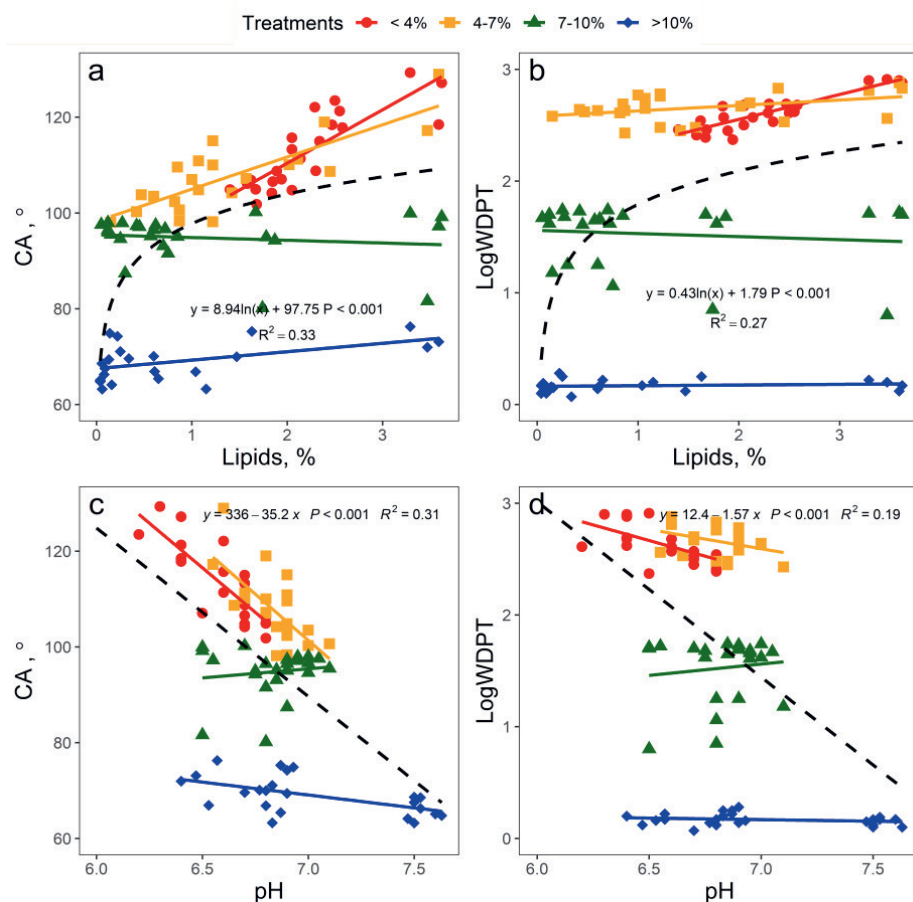 Treatments < 4% 4-7% 7-10% >10%
a
b
120
100
80
60
CA, °
3
2
1
0
LogWDPT
y = 8.94ln(x) + 97.75 P < 0.001
R² = 0.33
y = 0.43ln(x) + 1.79 P < 0.001
R² = 0.27
0 1 2 3
Lipids, %
0 1 2 3
Lipids, %
c
y = 336 – 35.2 x P < 0.001 R² = 0.31
d
y = 12.4 – 1.57 x P < 0.001 R² = 0.19
120
100
80
60
CA, °
3
2
1
0
LogWDPT
6.0 6.5 7.0 7.5
pH
6.0 6.5 7.0 7.5
pH